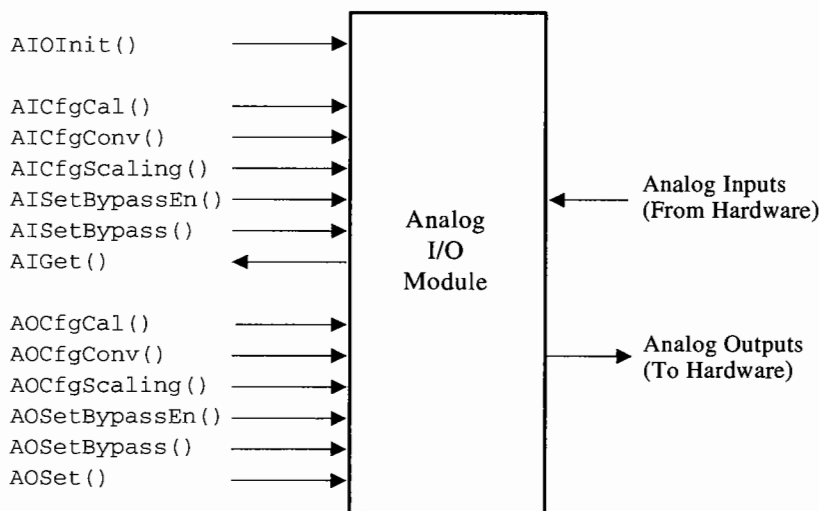 AIOInit()
AICfgCal()
AICfgConv()
AICfgScaling()
AISetBypassEn()
AISetBypass()
AIGet()
AOCfgCal()
AOCfgConv()
AOCfgScaling()
AOSetBypassEn()
AOSetBypass()
AOSet()
Analog
I/O
Module
Analog Inputs
(From Hardware)
Analog Outputs
(To Hardware)